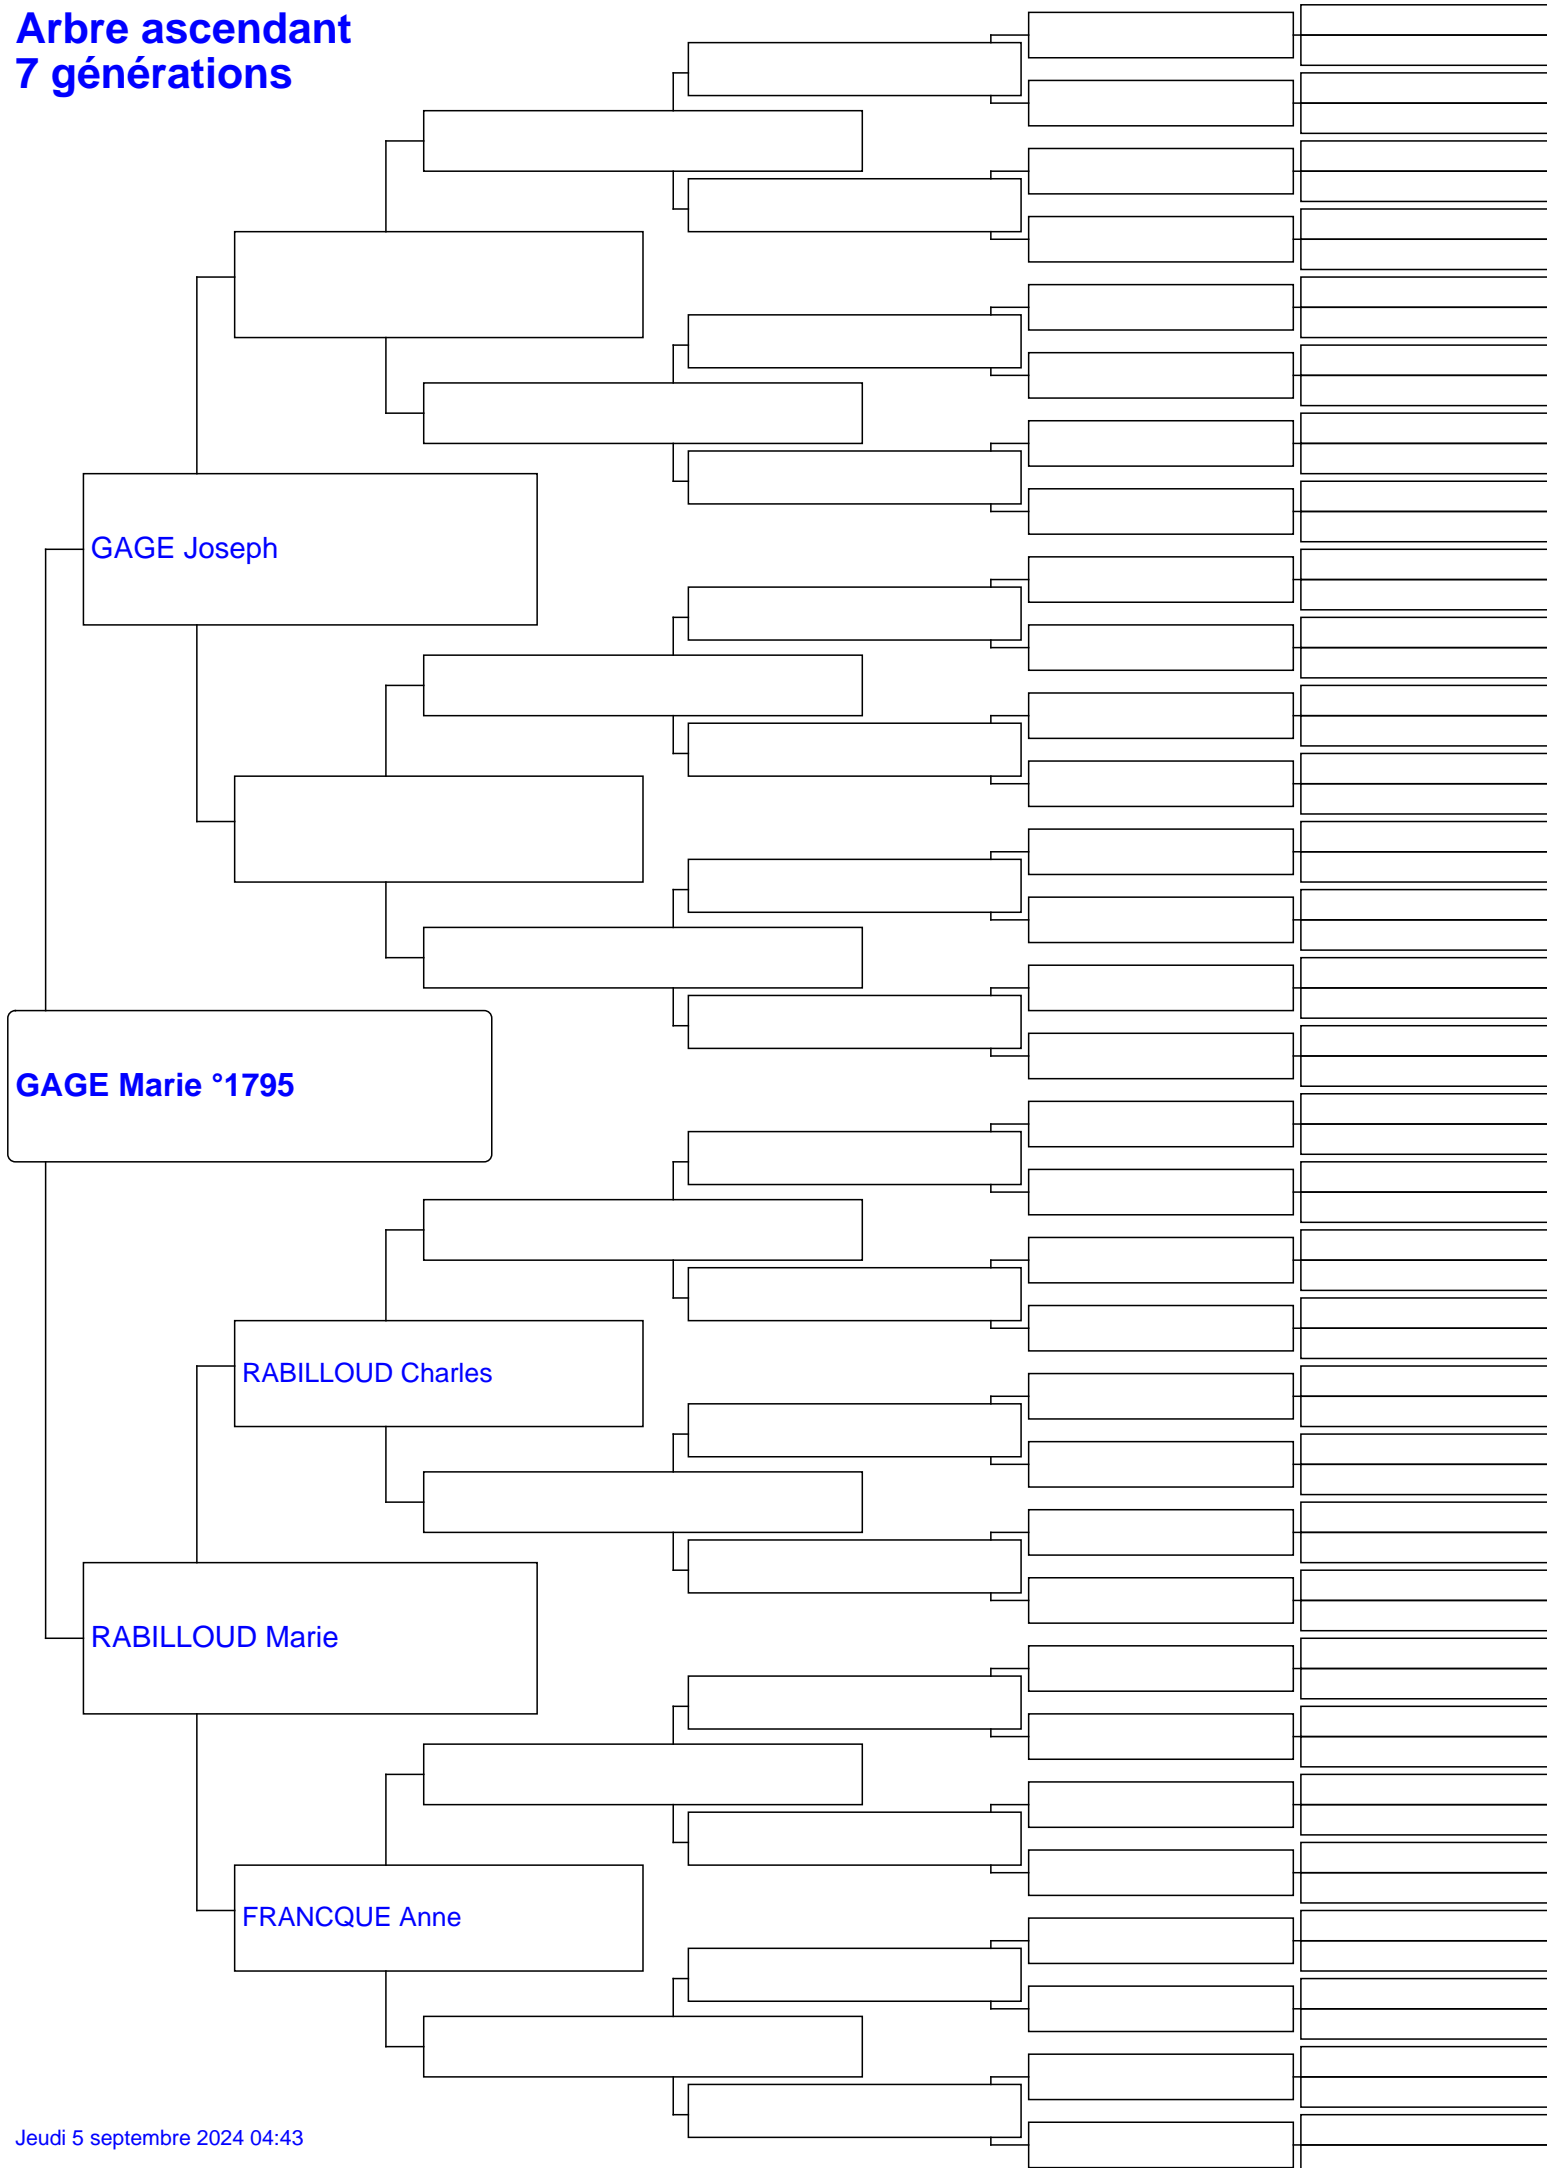 Arbre ascendant
7 générations
GAGE Joseph
GAGE Marie °1795
RABILLOUD Charles
RABILLOUD Marie
FRANCQUE Anne
Jeudi 5 septembre 2024 04:43